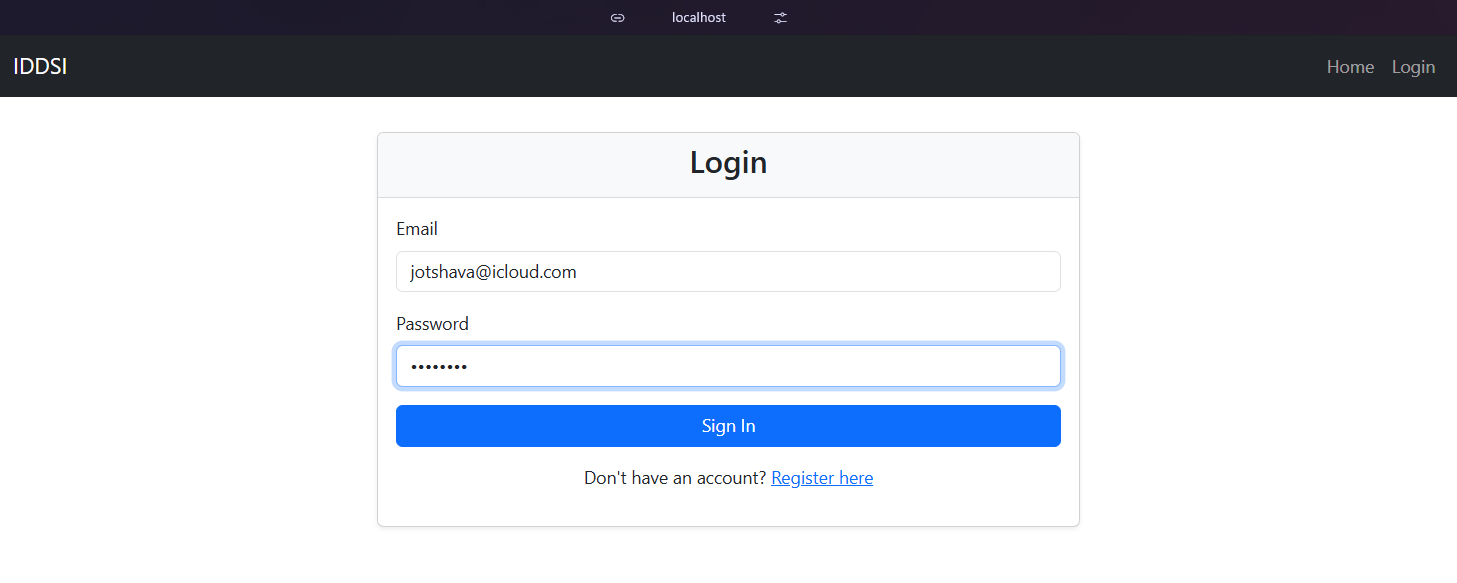 localhost
IDDSI
Home Login
Login
Email
jotshava@icloud.com
Password
••••••••
Sign In
Don't have an account? Register here